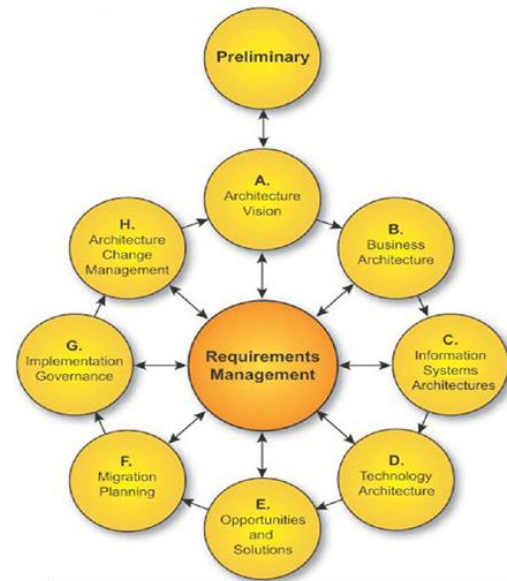 Preliminary
A.
Architecture
Vision
B.
Business
Architecture
C.
Information
Systems
Architectures
D.
Technology
Architecture
E.
Opportunities
and
Solutions
F.
Migration
Planning
G.
Implementation
Governance
H.
Architecture
Change
Management
Requirements
Management